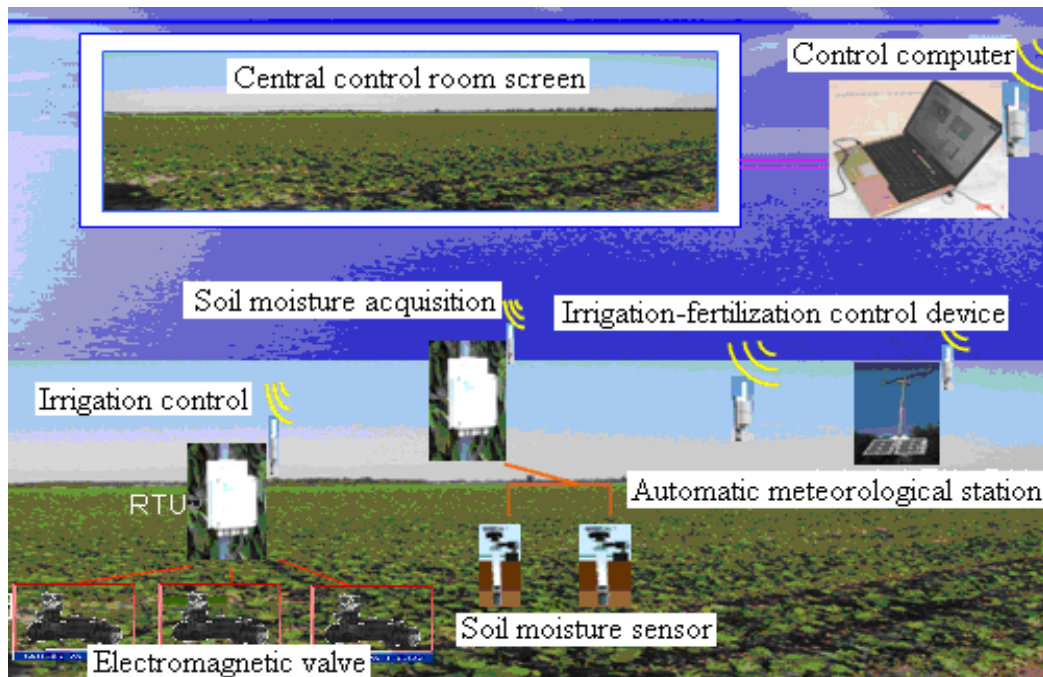 Central control room screen
Control computer
Soil moisture acquisition
Irrigation-fertilization control device
Irrigation control
RTU
Automatic meteorological station
Soil moisture sensor
Electromagnetic valve